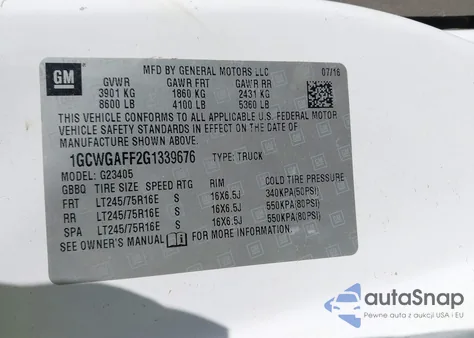 GM
MFD BY GENERAL MOTORS LLC 07/16
GVWR GAWR FRT GAWR RR
3901 KG 1860 KG 2431 KG
8600 LB 4100 LB 5360 LB
THIS VEHICLE CONFORMS TO ALL APPLICABLE U.S. FEDERAL MOTOR
VEHICLE SAFETY STANDARDS IN EFFECT ON THE DATE OF
MANUFACTURE SHOWN ABOVE.
1GCWGAFF2G1339676 TYPE: TRUCK
MODEL: G23405
GBBQ TIRE SIZE SPEED RTG RIM COLD TIRE PRESSURE
FRT LT245/75R16E S 16X6.5J 340KPA(50PSI)
RR LT245/75R16E S 16X6.5J 550KPA(80PSI)
SPA LT245/75R16E S 16X6.5J 550KPA(80PSI)
SEE OWNER'S MANUAL FOR MORE INFORMATION.
autoSnap
Pewne auta z aukcji USA i EU